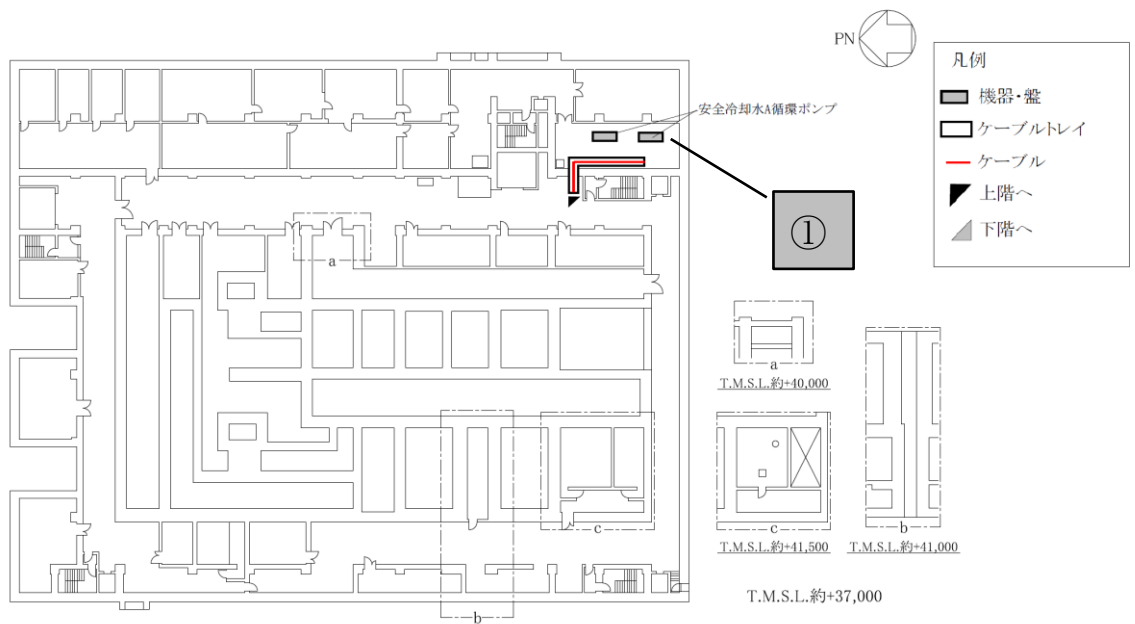 PN
凡例
機器・盤
ケーブルトレイ
ケーブル
上階へ
下階へ
安全冷却水A循環ポンプ
①
a
a
T.M.S.L.約+40,000
c
T.M.S.L.約+41,500
b
T.M.S.L.約+41,000
c
b
T.M.S.L.約+37,000